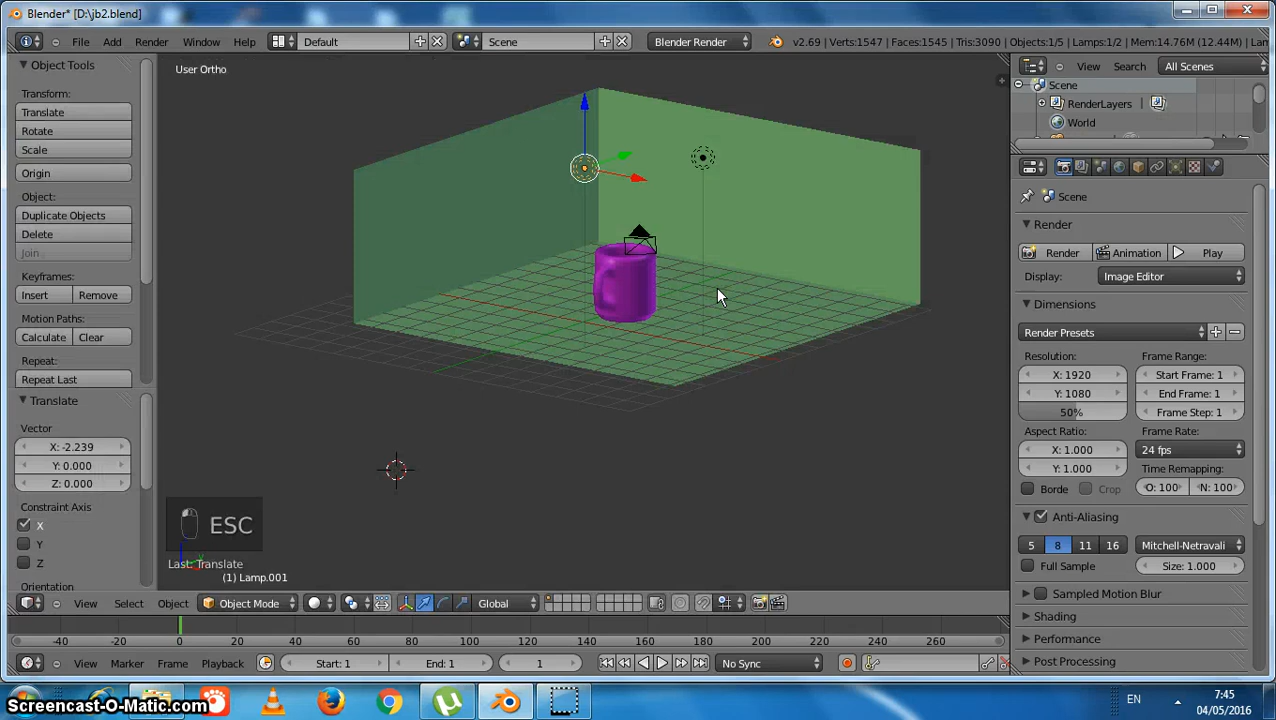 Blender* [D:\jb2.blend]
File Add Render Window Help Default Scene Blender Render v2.69 | Verts:1547 | Faces:1545 | Tris:3090 | Objects:1/5 | Lamps:1/2 | Mem:14.76M (12.44M) | Lam
Object Tools
Transform:
Translate
Rotate
Scale
Origin
Object:
Duplicate Objects
Delete
Join
Keyframes:
Insert Remove
Motion Paths:
Calculate Clear
Repeat:
Repeat Last
Translate
Vector
X: -2.239
Y: 0.000
Z: 0.000
Constraint Axis
X
Y
Z
Orientation
User Ortho
ESC
Last: Translate
(1) Lamp.001
View Select Object Object Mode Global
View Search All Scenes
Scene
RenderLayers
World
Scene
Render
Render Animation Play
Display: Image Editor
Dimensions
Render Presets
Resolution: Frame Range:
X: 1920 Start Frame: 1
Y: 1080 End Frame: 1
50% Frame Step: 1
Aspect Ratio: Frame Rate:
X: 1.000 24 fps
Y: 1.000 Time Remapping:
Borde Crop O: 100 N: 100
Anti-Aliasing
5 8 11 16 Mitchell-Netravali
Full Sample Size: 1.000
Sampled Motion Blur
Shading
Performance
Post Processing
-40 -20 0 20 40 60 80 100 120 140 160 180 200 220 240 260
View Marker Frame Playback Start: 1 End: 1 1 No Sync
Screencast-O-Matic.com
EN
7:45
04/05/2016